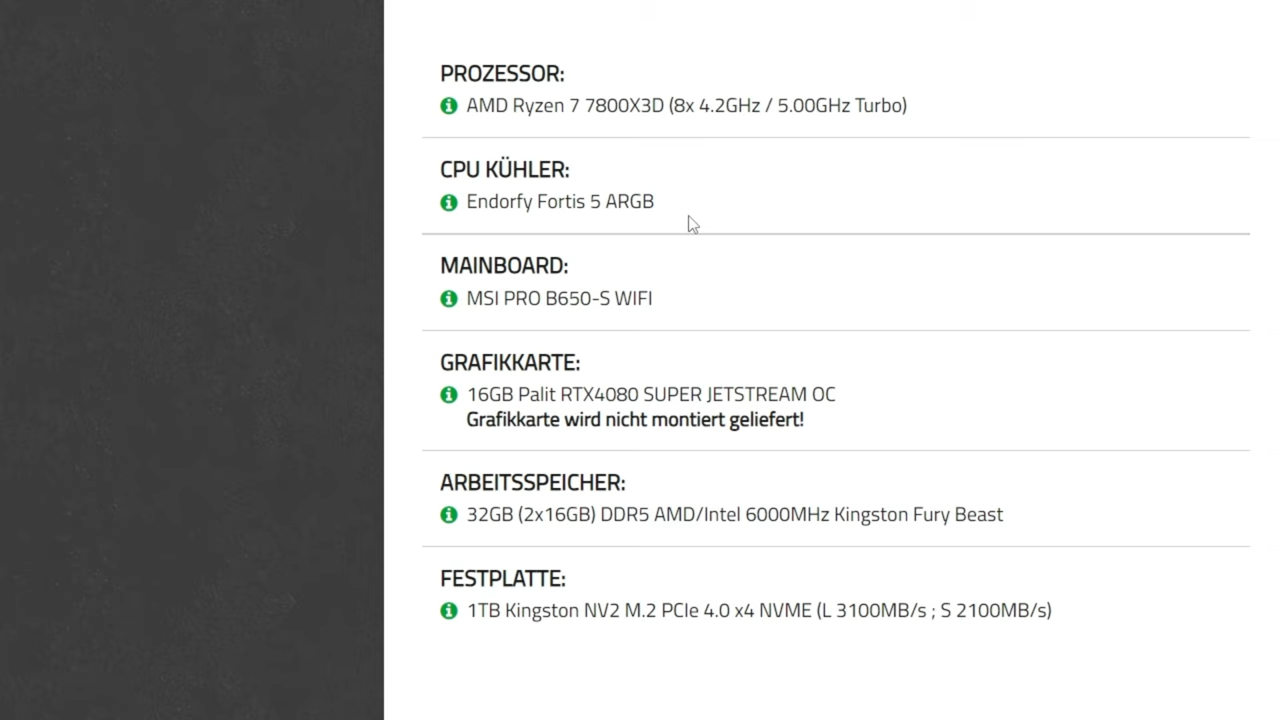 PROZESSOR:
AMD Ryzen 7 7800X3D (8x 4.2GHz / 5.00GHz Turbo)
CPU KÜHLER:
Endorfy Fortis 5 ARGB
MAINBOARD:
MSI PRO B650-S WIFI
GRAFIKKARTE:
16GB Palit RTX4080 SUPER JETSTREAM OC
Grafikkarte wird nicht montiert geliefert!
ARBEITSSPEICHER:
32GB (2x16GB) DDR5 AMD/Intel 6000MHz Kingston Fury Beast
FESTPLATTE:
1TB Kingston NV2 M.2 PCIe 4.0 x4 NVME (L 3100MB/s ; S 2100MB/s)